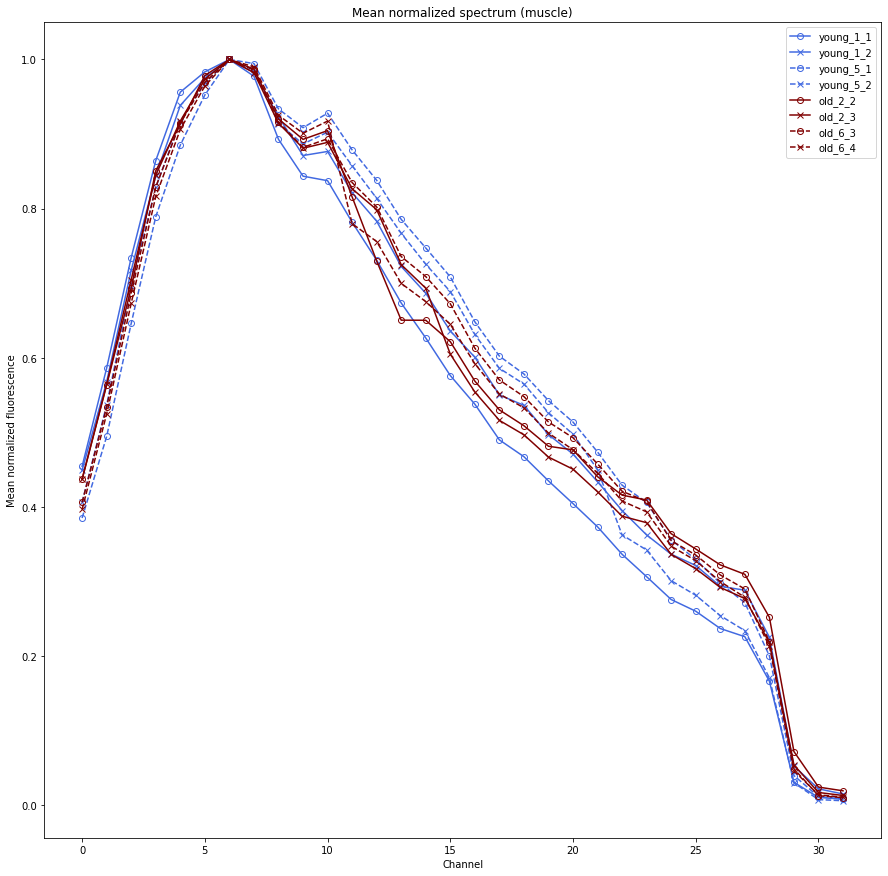 Mean normalized spectrum (muscle)
young_1_1
young_1_2
young_5_1
young_5_2
old_2_2
old_2_3
old_6_3
old_6_4
1.0
0.8
0.6
0.4
0.2
0.0
Mean normalized fluorescence
0 5 10 15 20 25 30
Channel